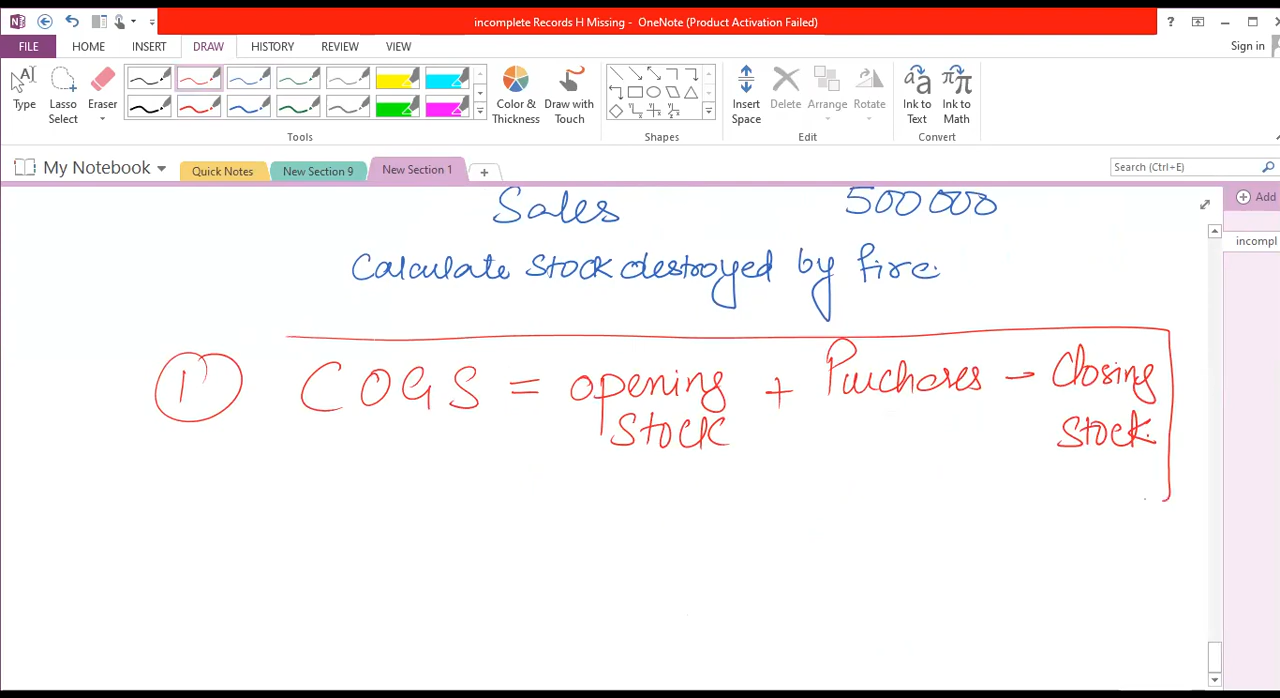 incomplete Records H Missing - OneNote (Product Activation Failed)
?
FILE HOME INSERT DRAW HISTORY REVIEW VIEW
Sign in
Type
Lasso Select
Eraser
Color & Thickness
Draw with Touch
Insert Space
Delete
Arrange
Rotate
Ink to Text
Ink to Math
Tools Shapes Edit Convert
My Notebook Quick Notes New Section 9 New Section 1 +
Search (Ctrl+E)
Add
incompl
Sales 500000
Calculate Stock destroyed by fire.
1 COGS = opening Stock + Purchases - Closing Stock.